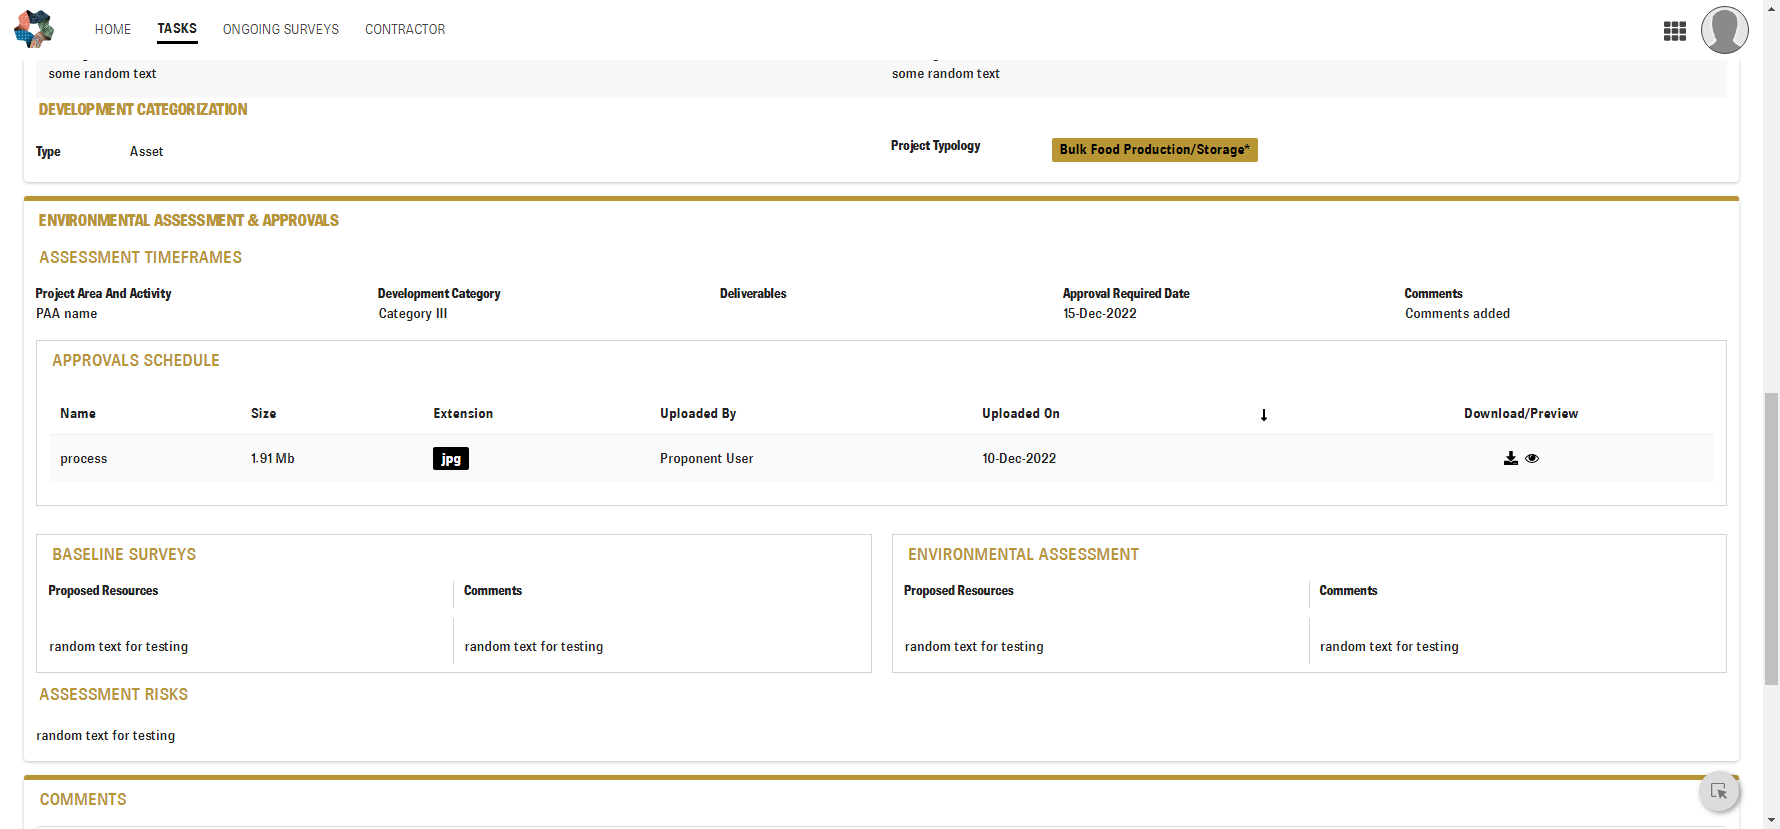 HOME TASKS ONGOING SURVEYS CONTRACTOR
some random text some random text
DEVELOPMENT CATEGORIZATION
Type Asset Project Typology Bulk Food Production/Storage*
ENVIRONMENTAL ASSESSMENT & APPROVALS
ASSESSMENT TIMEFRAMES
Project Area And Activity Development Category Deliverables Approval Required Date Comments
PAA name Category III 15-Dec-2022 Comments added
APPROVALS SCHEDULE
Name Size Extension Uploaded By Uploaded On Download/Preview
process 1.91 Mb jpg Proponent User 10-Dec-2022
BASELINE SURVEYS ENVIRONMENTAL ASSESSMENT
Proposed Resources Comments Proposed Resources Comments
random text for testing random text for testing random text for testing random text for testing
ASSESSMENT RISKS
random text for testing
COMMENTS